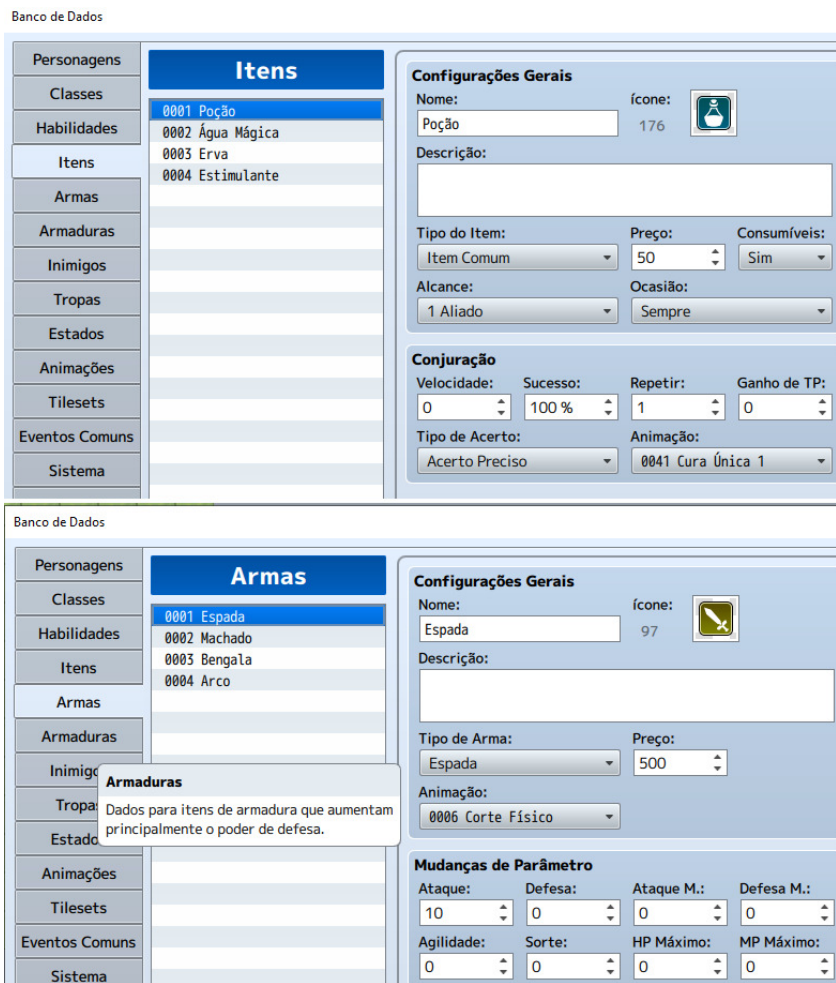 Banco de Dados
Personagens
Classes
Habilidades
Itens
Armas
Armaduras
Inimigos
Tropas
Estados
Animações
Tilesets
Eventos Comuns
Sistema
Itens
0001 Poção
0002 Água Mágica
0003 Erva
0004 Estimulante
Configurações Gerais
Nome: ícone:
Poção 176
Descrição:
Tipo do Item: Preço: Consumíveis:
Item Comum 50 Sim
Alcance: Ocasião:
1 Aliado Sempre
Conjuração
Velocidade: Sucesso: Repetir: Ganho de TP:
0 100 % 1 0
Tipo de Acerto: Animação:
Acerto Preciso 0041 Cura Única 1
Banco de Dados
Personagens
Classes
Habilidades
Itens
Armas
Armaduras
Inimigo
Tropa
Estado
Animações
Tilesets
Eventos Comuns
Sistema
Armaduras
Dados para itens de armadura que aumentam
principalmente o poder de defesa.
Armas
0001 Espada
0002 Machado
0003 Bengala
0004 Arco
Configurações Gerais
Nome: ícone:
Espada 97
Descrição:
Tipo de Arma: Preço:
Espada 500
Animação:
0006 Corte Físico
Mudanças de Parâmetro
Ataque: Defesa: Ataque M.: Defesa M.:
10 0 0 0
Agilidade: Sorte: HP Máximo: MP Máximo:
0 0 0 0